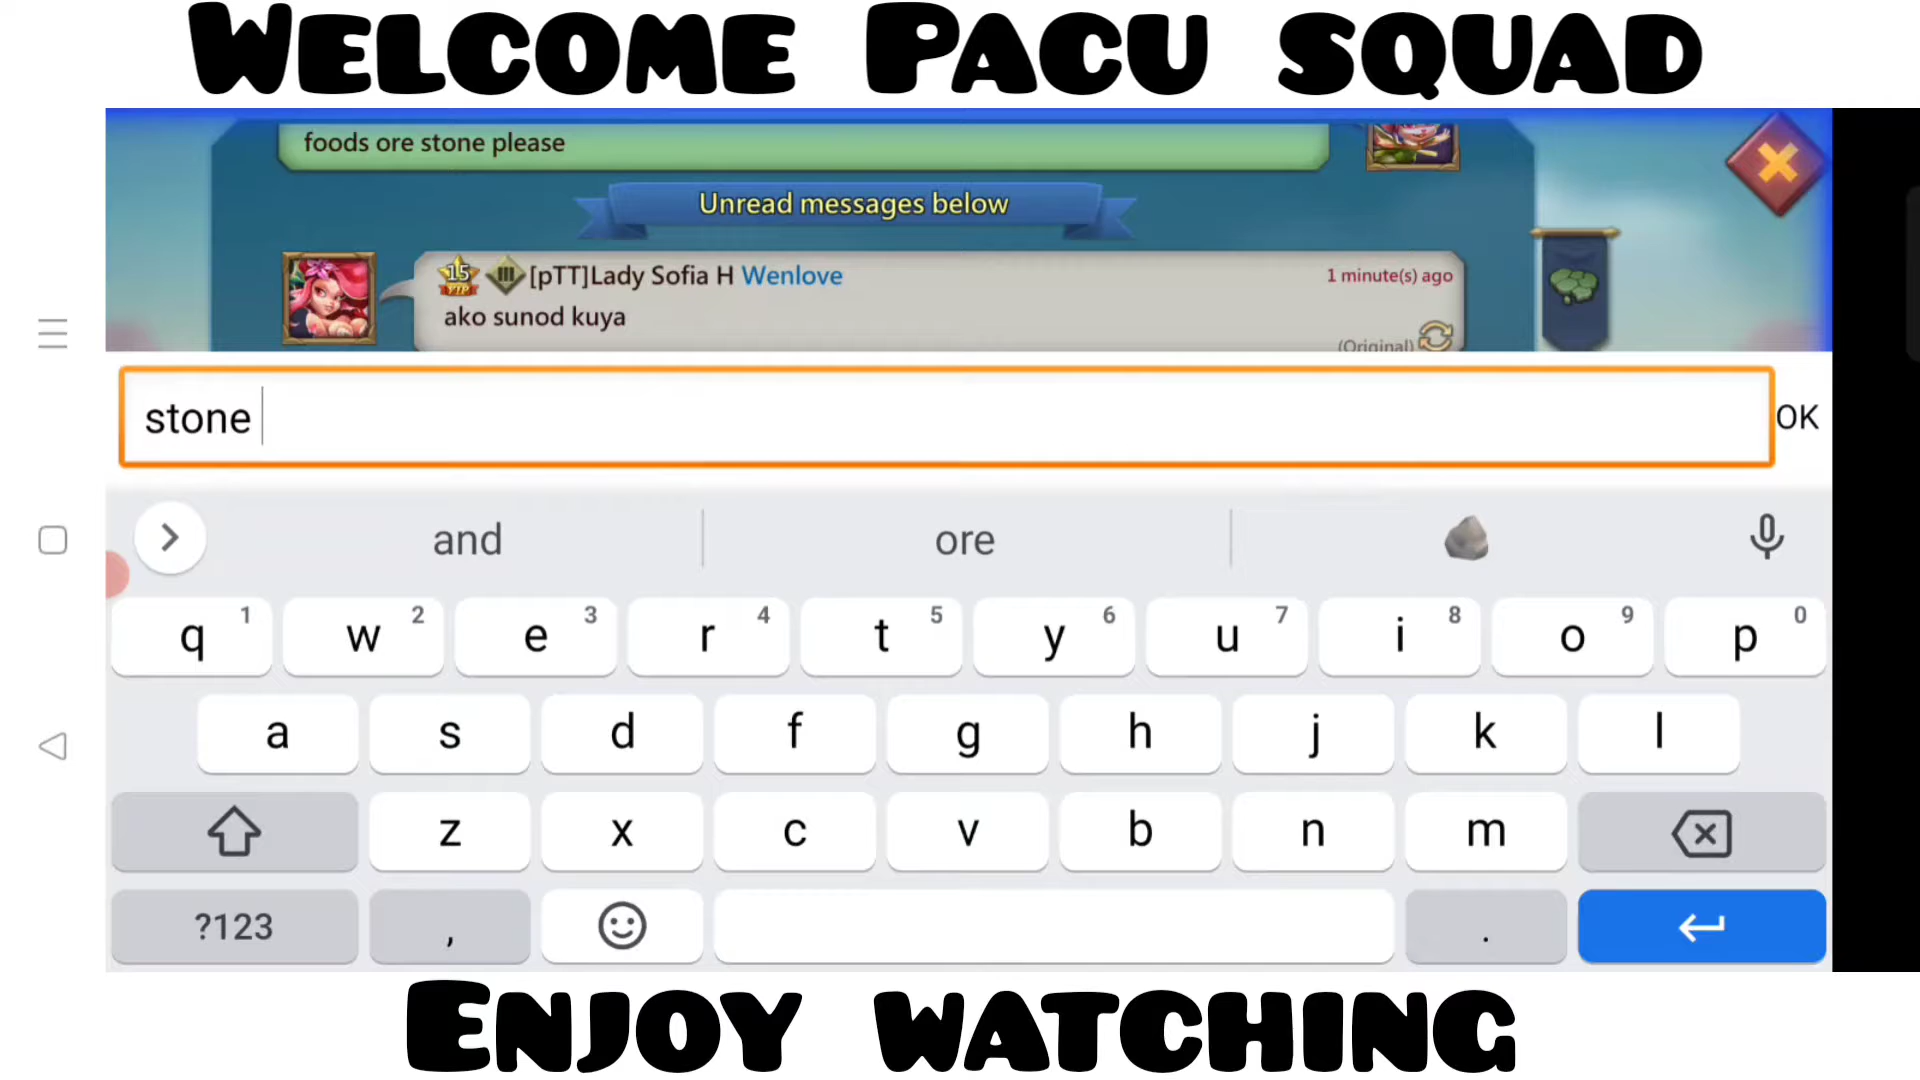 Welcome Pacu squad
foods ore stone please
Unread messages below
15 VIP III [pTT]Lady Sofia H Wenlove 1 minute(s) ago
ako sunod kuya
(Original)
stone OK
and ore
q 1 w 2 e 3 r 4 t 5 y 6 u 7 i 8 o 9 p 0
a s d f g h j k l
z x c v b n m
?123 , .
Enjoy watching